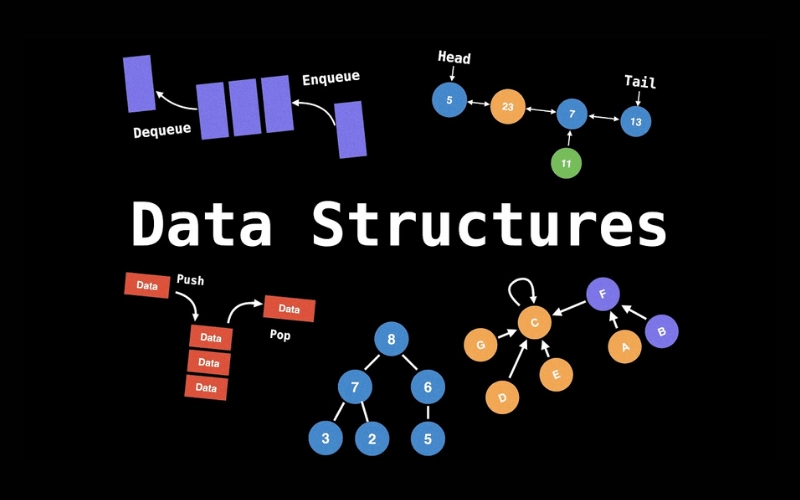 Enqueue
Dequeue
Head
Tail
5
23
7
13
11
Data Structures
Data
Push
Data
Pop
Data
Data
Data
8
7
6
3
2
5
F
C
B
G
A
E
D